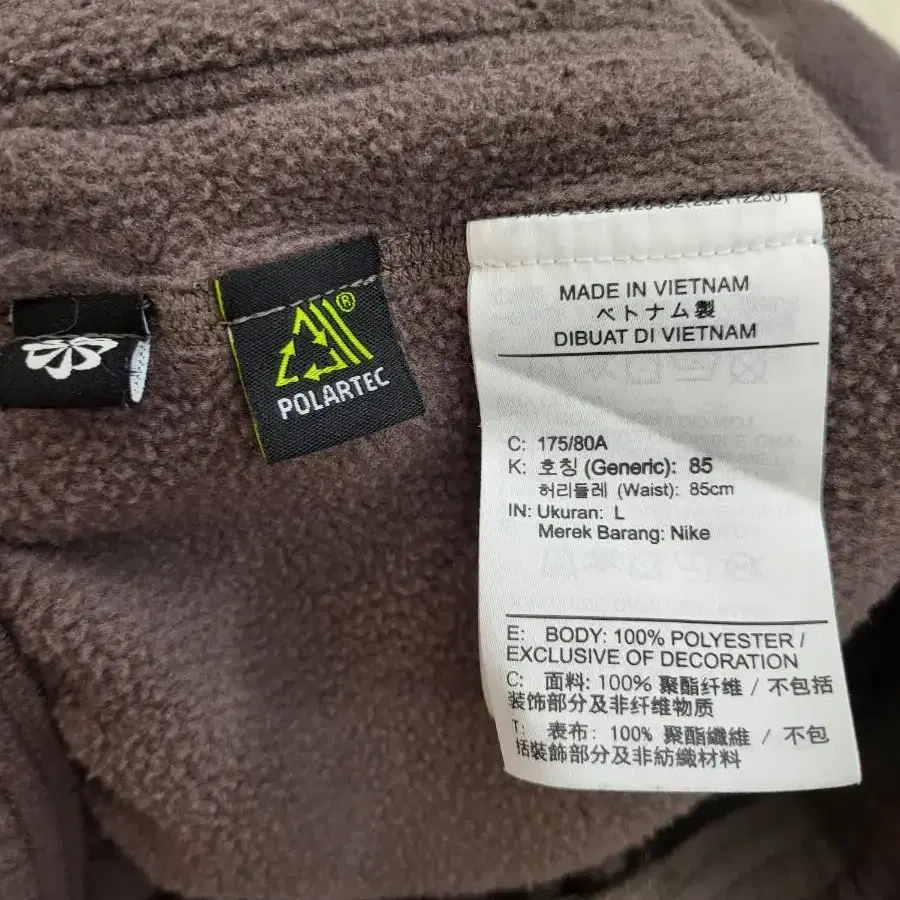 POLARTEC
®
MADE IN VIETNAM
ベトナム製
DIBUAT DI VIETNAM
C: 175/80A
K: 호칭 (Generic): 85
허리둘레 (Waist): 85cm
IN: Ukuran: L
Merek Barang: Nike
E: BODY: 100% POLYESTER /
EXCLUSIVE OF DECORATION
C: 面料: 100% 聚酯纤维 / 不包括
装饰部分及非纤维物质
T: 表布: 100% 聚酯纖維 / 不包
括裝飾部分及非紡織材料